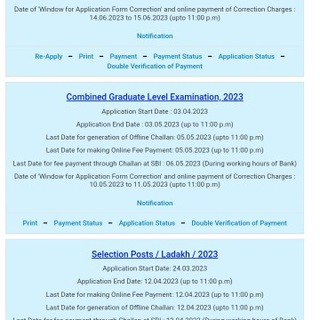 Date of 'Window for Application Form Correction' and online payment of Correction Charges :
14.06.2023 to 15.06.2023 (upto 11:00 p.m)
Notification
Re-Apply – Print – Payment – Payment Status – Application Status –
Double Verification of Payment
Combined Graduate Level Examination, 2023
Application Start Date : 03.04.2023
Application End Date : 03.05.2023 (up to 11:00 p.m)
Last Date for generation of Offline Challan: 05.05.2023 (upto 11:00 p.m)
Last Date for making Online Fee Payment: 05.05.2023 (up to 11:00 p.m)
Last Date for fee payment through Challan at SBI : 06.05.2023 (During working hours of Bank)
Date of 'Window for Application Form Correction' and online payment of Correction Charges :
10.05.2023 to 11.05.2023 (upto 11:00 p.m)
Notification
Print – Payment Status – Application Status – Double Verification of Payment
Selection Posts / Ladakh / 2023
Application Start Date: 24.03.2023
Application End Date: 12.04.2023 (up to 11:00 p.m)
Last Date for making Online Fee Payment: 12.04.2023 (up to 11:00 p.m)
Last Date for generation of Offline Challan: 12.04.2023 (upto 11:00 p.m)